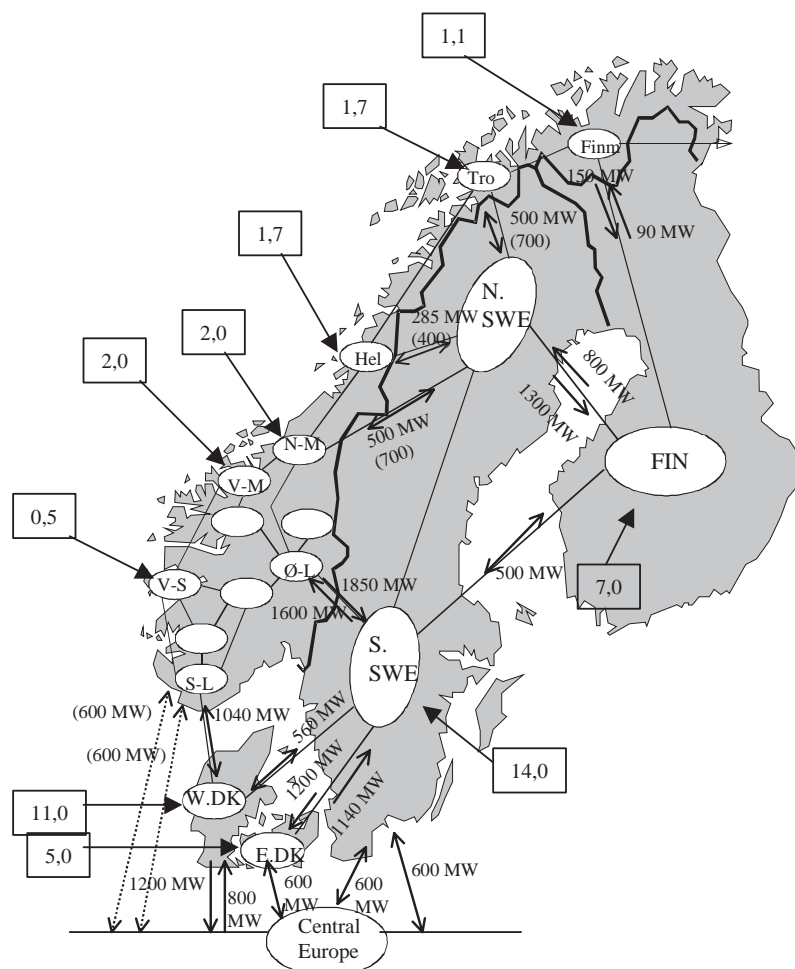 1,1
1,7
Finm
Tro
150 MW
500 MW
(700)
90 MW
1,7
N.
SWE
285 MW
(400)
2,0
Hel
800 MW
2,0
1300 MW
N-M
500 MW
(700)
V-M
FIN
0,5
Ø-L
V-S
1850 MW
500 MW
7,0
1600 MW
S.
SWE
S-L
(600 MW)
1040 MW
560 MW
(600 MW)
1200 MW
14,0
W.DK
11,0
1140 MW
5,0
E.DK
1200 MW
600
MW
600
MW
600 MW
800
MW
Central
Europe